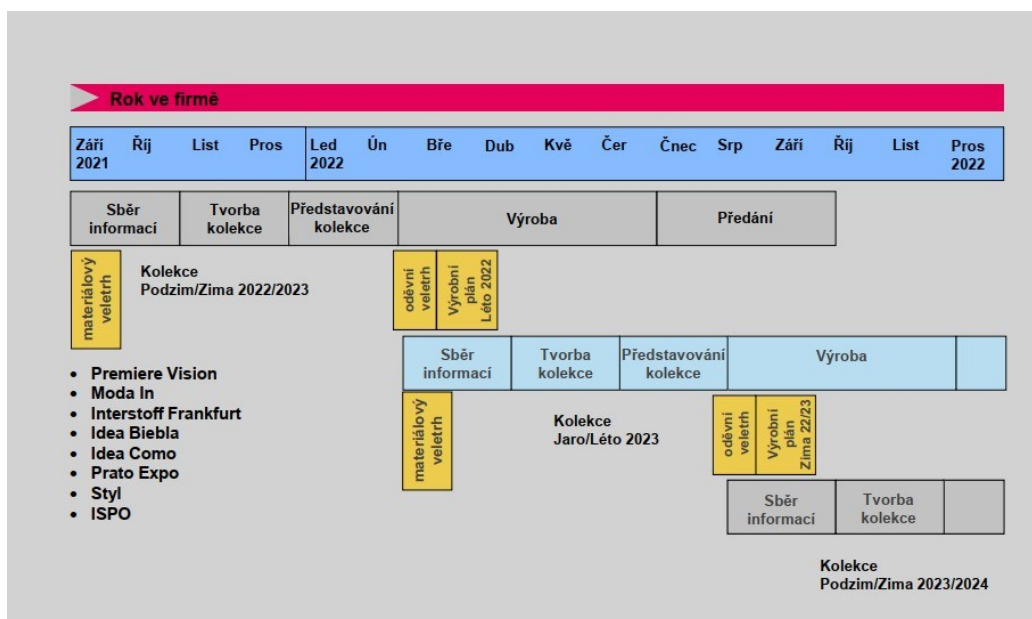 Rok ve firmě
Září Říj List Pros Led Ún Bře Dub Kvě Čer Čnec Srp Září Říj List Pros
2021 2022 2022
Sběr informací
Tvorba kolekce
Představování kolekce
Výroba
Předání
materiálový veletrh
Kolekce
Podzim/Zima 2022/2023
oděvní veletrh
Výrobní plán Léto 2022
Sběr informací
Tvorba kolekce
Představování kolekce
Výroba
materiálový veletrh
Kolekce
Jaro/Léto 2023
oděvní veletrh
Výrobní plán Zima 22/23
• Premiere Vision
• Moda In
• Interstoff Frankfurt
• Idea Biebla
• Idea Como
• Prato Expo
• Styl
• ISPO
Sběr informací
Tvorba kolekce
Kolekce
Podzim/Zima 2023/2024